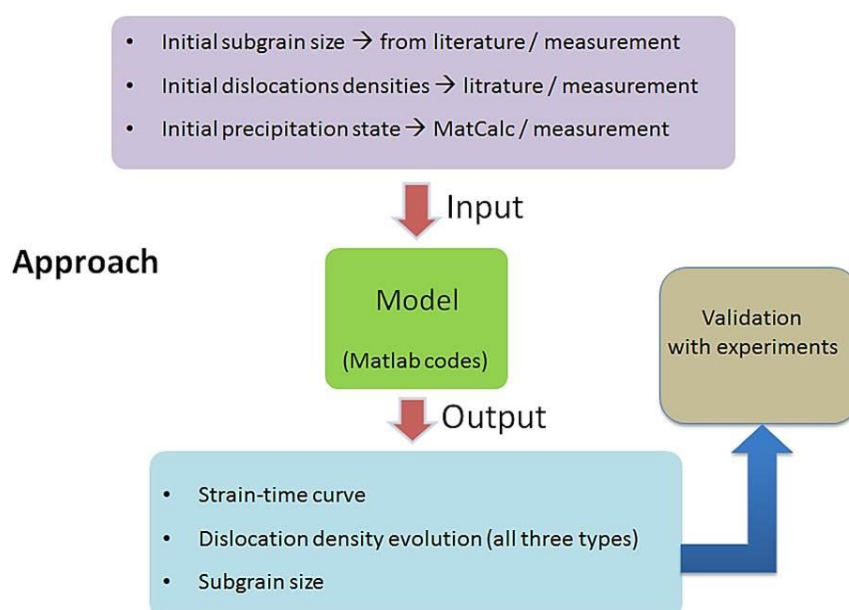 • Initial subgrain size → from literature / measurement
• Initial dislocations densities → litrature / measurement
• Initial precipitation state → MatCalc / measurement
Input
Approach
Model
(Matlab codes)
Validation
with experiments
Output
• Strain-time curve
• Dislocation density evolution (all three types)
• Subgrain size